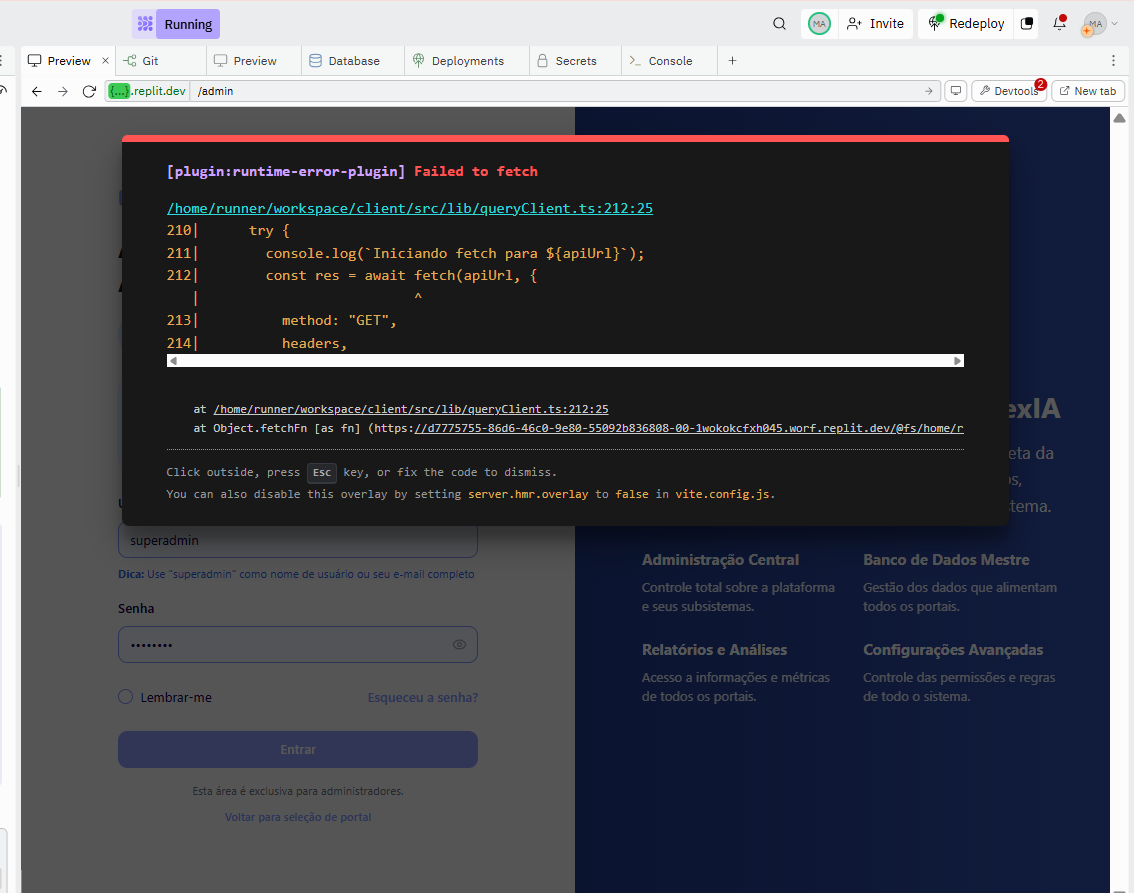 Running
MA
Invite
Redeploy
MA
Preview
Git
Preview
Database
Deployments
Secrets
Console
{...}.replit.dev /admin
Devtools 2
New tab
[plugin:runtime-error-plugin] Failed to fetch
/home/runner/workspace/client/src/lib/queryClient.ts:212:25
210| try {
211| console.log(`Iniciando fetch para ${apiUrl}`);
212| const res = await fetch(apiUrl, {
| ^
213| method: "GET",
214| headers,
at /home/runner/workspace/client/src/lib/queryClient.ts:212:25
at Object.fetchFn [as fn] (https://d7775755-86d6-46c0-9e80-55092b836808-00-1wokokcfxh045.worf.replit.dev/@fs/home/r
Click outside, press Esc key, or fix the code to dismiss.
You can also disable this overlay by setting server.hmr.overlay to false in vite.config.js.
exIA
eta da
os,
stema.
superadmin
Dica: Use "superadmin" como nome de usuário ou seu e-mail completo
Senha
••••••••
Lembrar-me
Esqueceu a senha?
Entrar
Esta área é exclusiva para administradores.
Voltar para seleção de portal
Administração Central
Controle total sobre a plataforma
e seus subsistemas.
Banco de Dados Mestre
Gestão dos dados que alimentam
todos os portais.
Relatórios e Análises
Acesso a informações e métricas
de todos os portais.
Configurações Avançadas
Controle das permissões e regras
de todo o sistema.